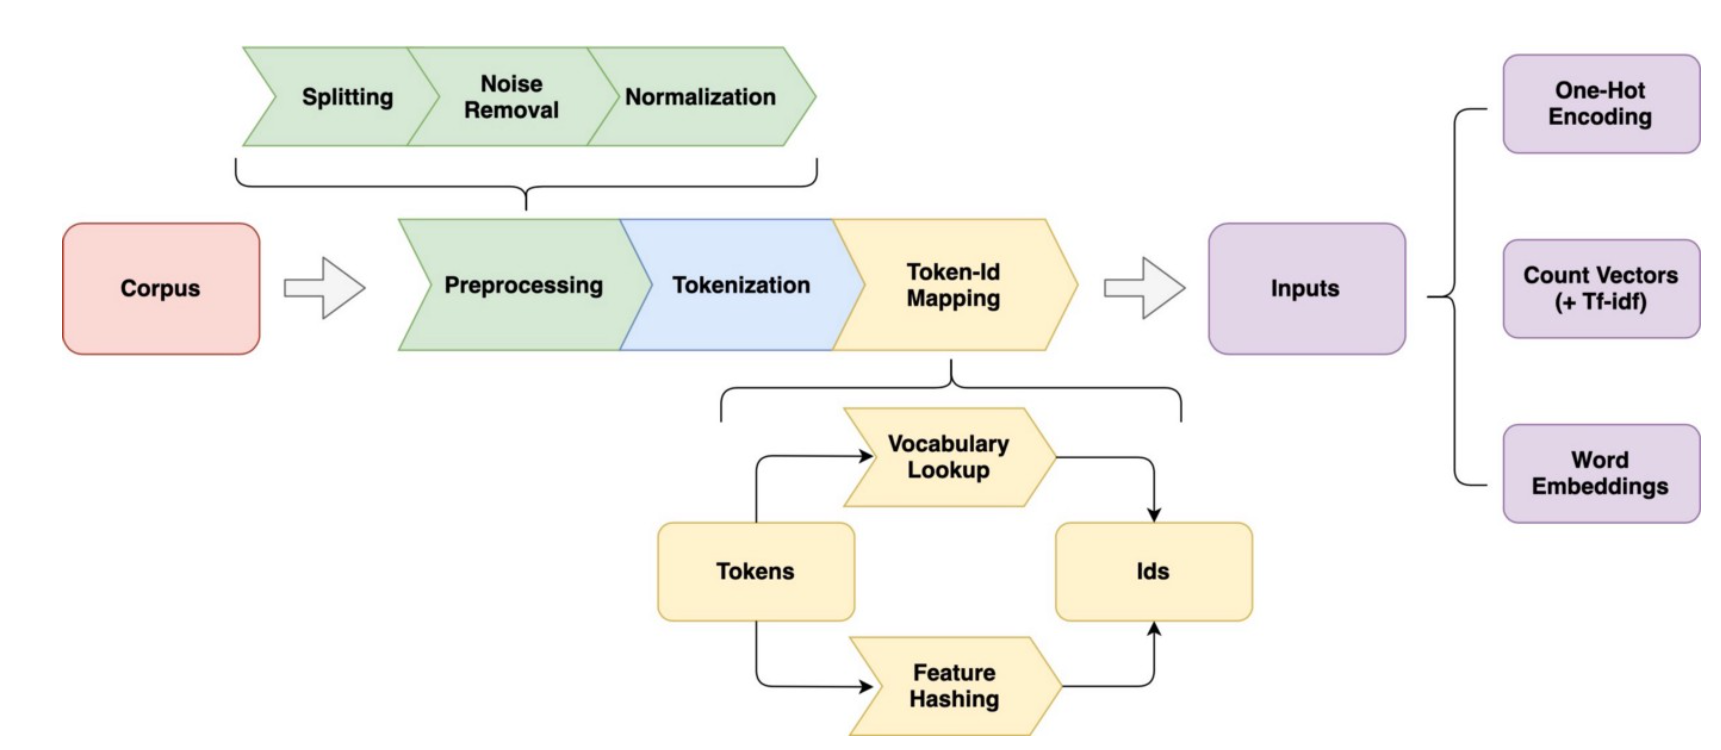 Splitting
Noise
Removal
Normalization
One-Hot
Encoding
Corpus
Preprocessing
Tokenization
Token-Id
Mapping
Inputs
Count Vectors
(+ Tf-idf)
Vocabulary
Lookup
Word
Embeddings
Tokens
Ids
Feature
Hashing